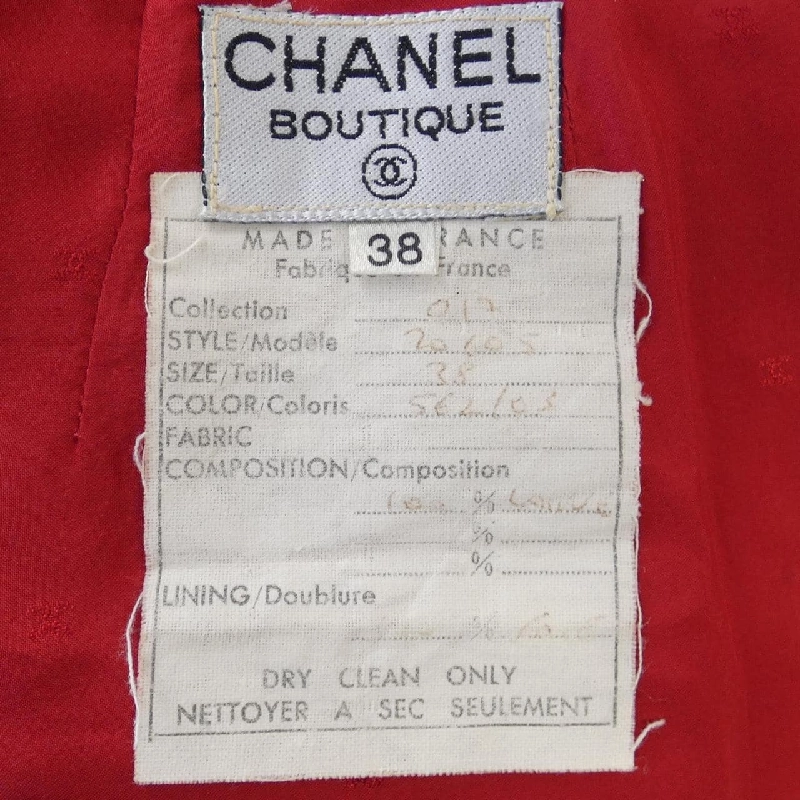 CHANEL
BOUTIQUE
38
MADE RANCE
Fabriq France
Collection 017
STYLE/Modèle
SIZE/Taille 38
COLOR/Coloris
FABRIC
COMPOSITION/Composition
%
%
%
LINING/Doublure
%
DRY CLEAN ONLY
NETTOYER A SEC SEULEMENT